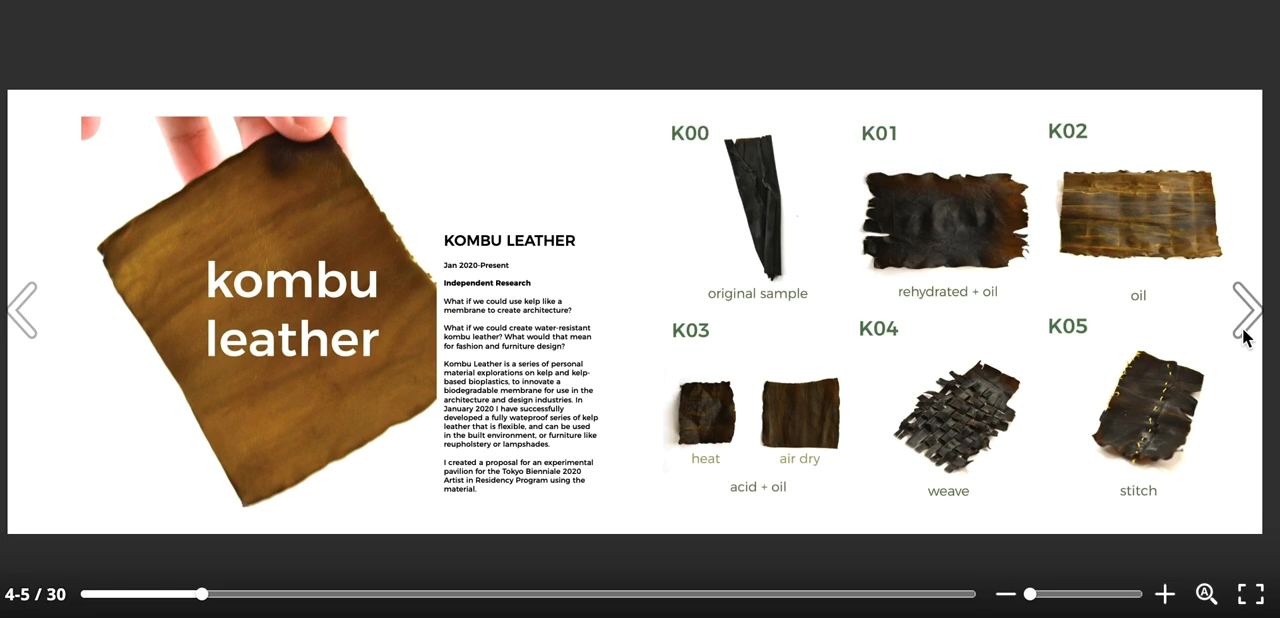 kombu
leather
KOMBU LEATHER
Jan 2020-Present
Independent Research
What if we could use kelp like a
membrane to create architecture?
What if we could create water-resistant
kombu leather? What would that mean
for fashion and furniture design?
Kombu Leather is a series of personal
material explorations on kelp and kelp-
based bioplastics, to innovate a
biodegradable membrane for use in the
architecture and design industries. In
January 2020 I have successfully
developed a fully wateproof series of kelp
leather that is flexible, and can be used
in the built environment, or furniture like
reupholstery or lampshades.
I created a proposal for an experimental
pavilion for the Tokyo Bienniale 2020
Artist in Residency Program using the
material.
K00
original sample
K01
rehydrated + oil
K02
oil
K03
heat
air dry
acid + oil
K04
weave
K05
stitch
4-5 / 30
A